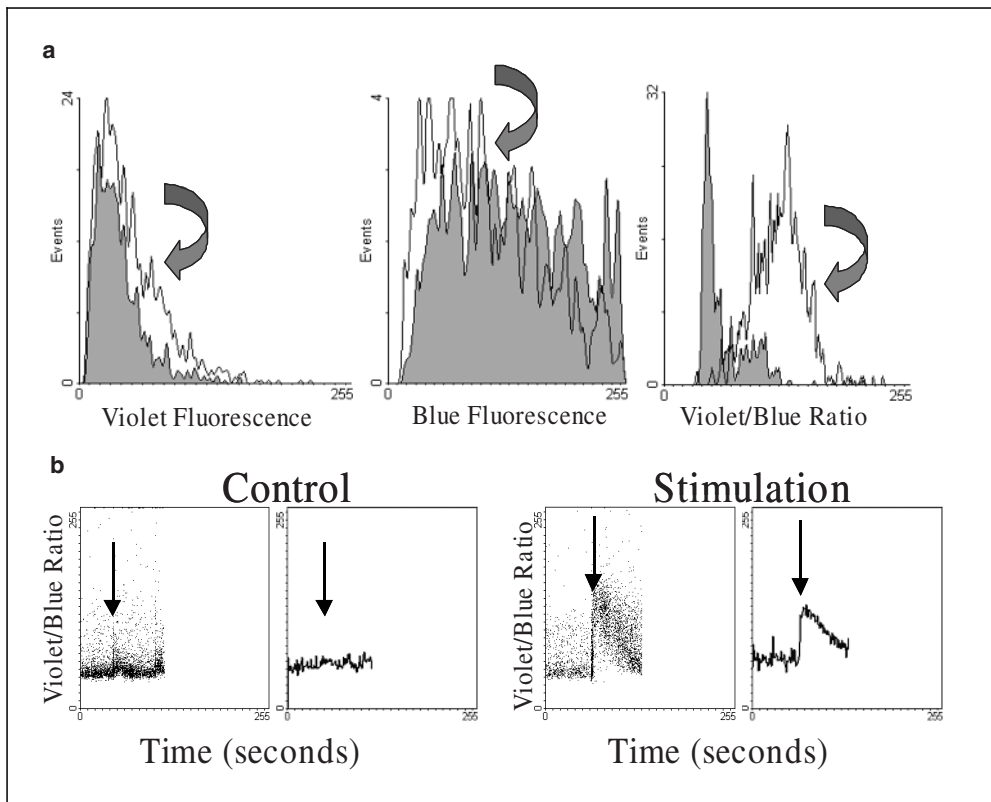 a
24
Events
0
0
255
Violet Fluorescence
4
Events
0
0
255
Blue Fluorescence
32
Events
0
0
255
Violet/Blue Ratio
b
Control
Violet/Blue Ratio
255
0
0
255
255
0
0
255
Time (seconds)
Stimulation
Violet/Blue Ratio
255
0
0
255
255
0
0
255
Time (seconds)